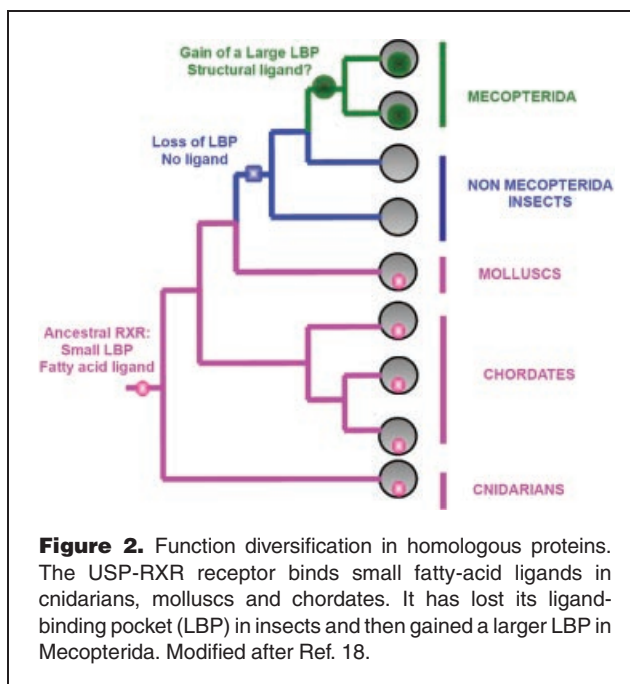 Gain of a Large LBP
Structural ligand?
MECOPTERIDA
Loss of LBP
No ligand
NON MECOPTERIDA
INSECTS
MOLLUSCS
Ancestral RXR:
Small LBP
Fatty acid ligand
CHORDATES
CNIDARIANS
Figure 2. Function diversification in homologous proteins.
The USP-RXR receptor binds small fatty-acid ligands in
cnidarians, molluscs and chordates. It has lost its ligand-
binding pocket (LBP) in insects and then gained a larger LBP in
Mecopterida. Modified after Ref. 18.